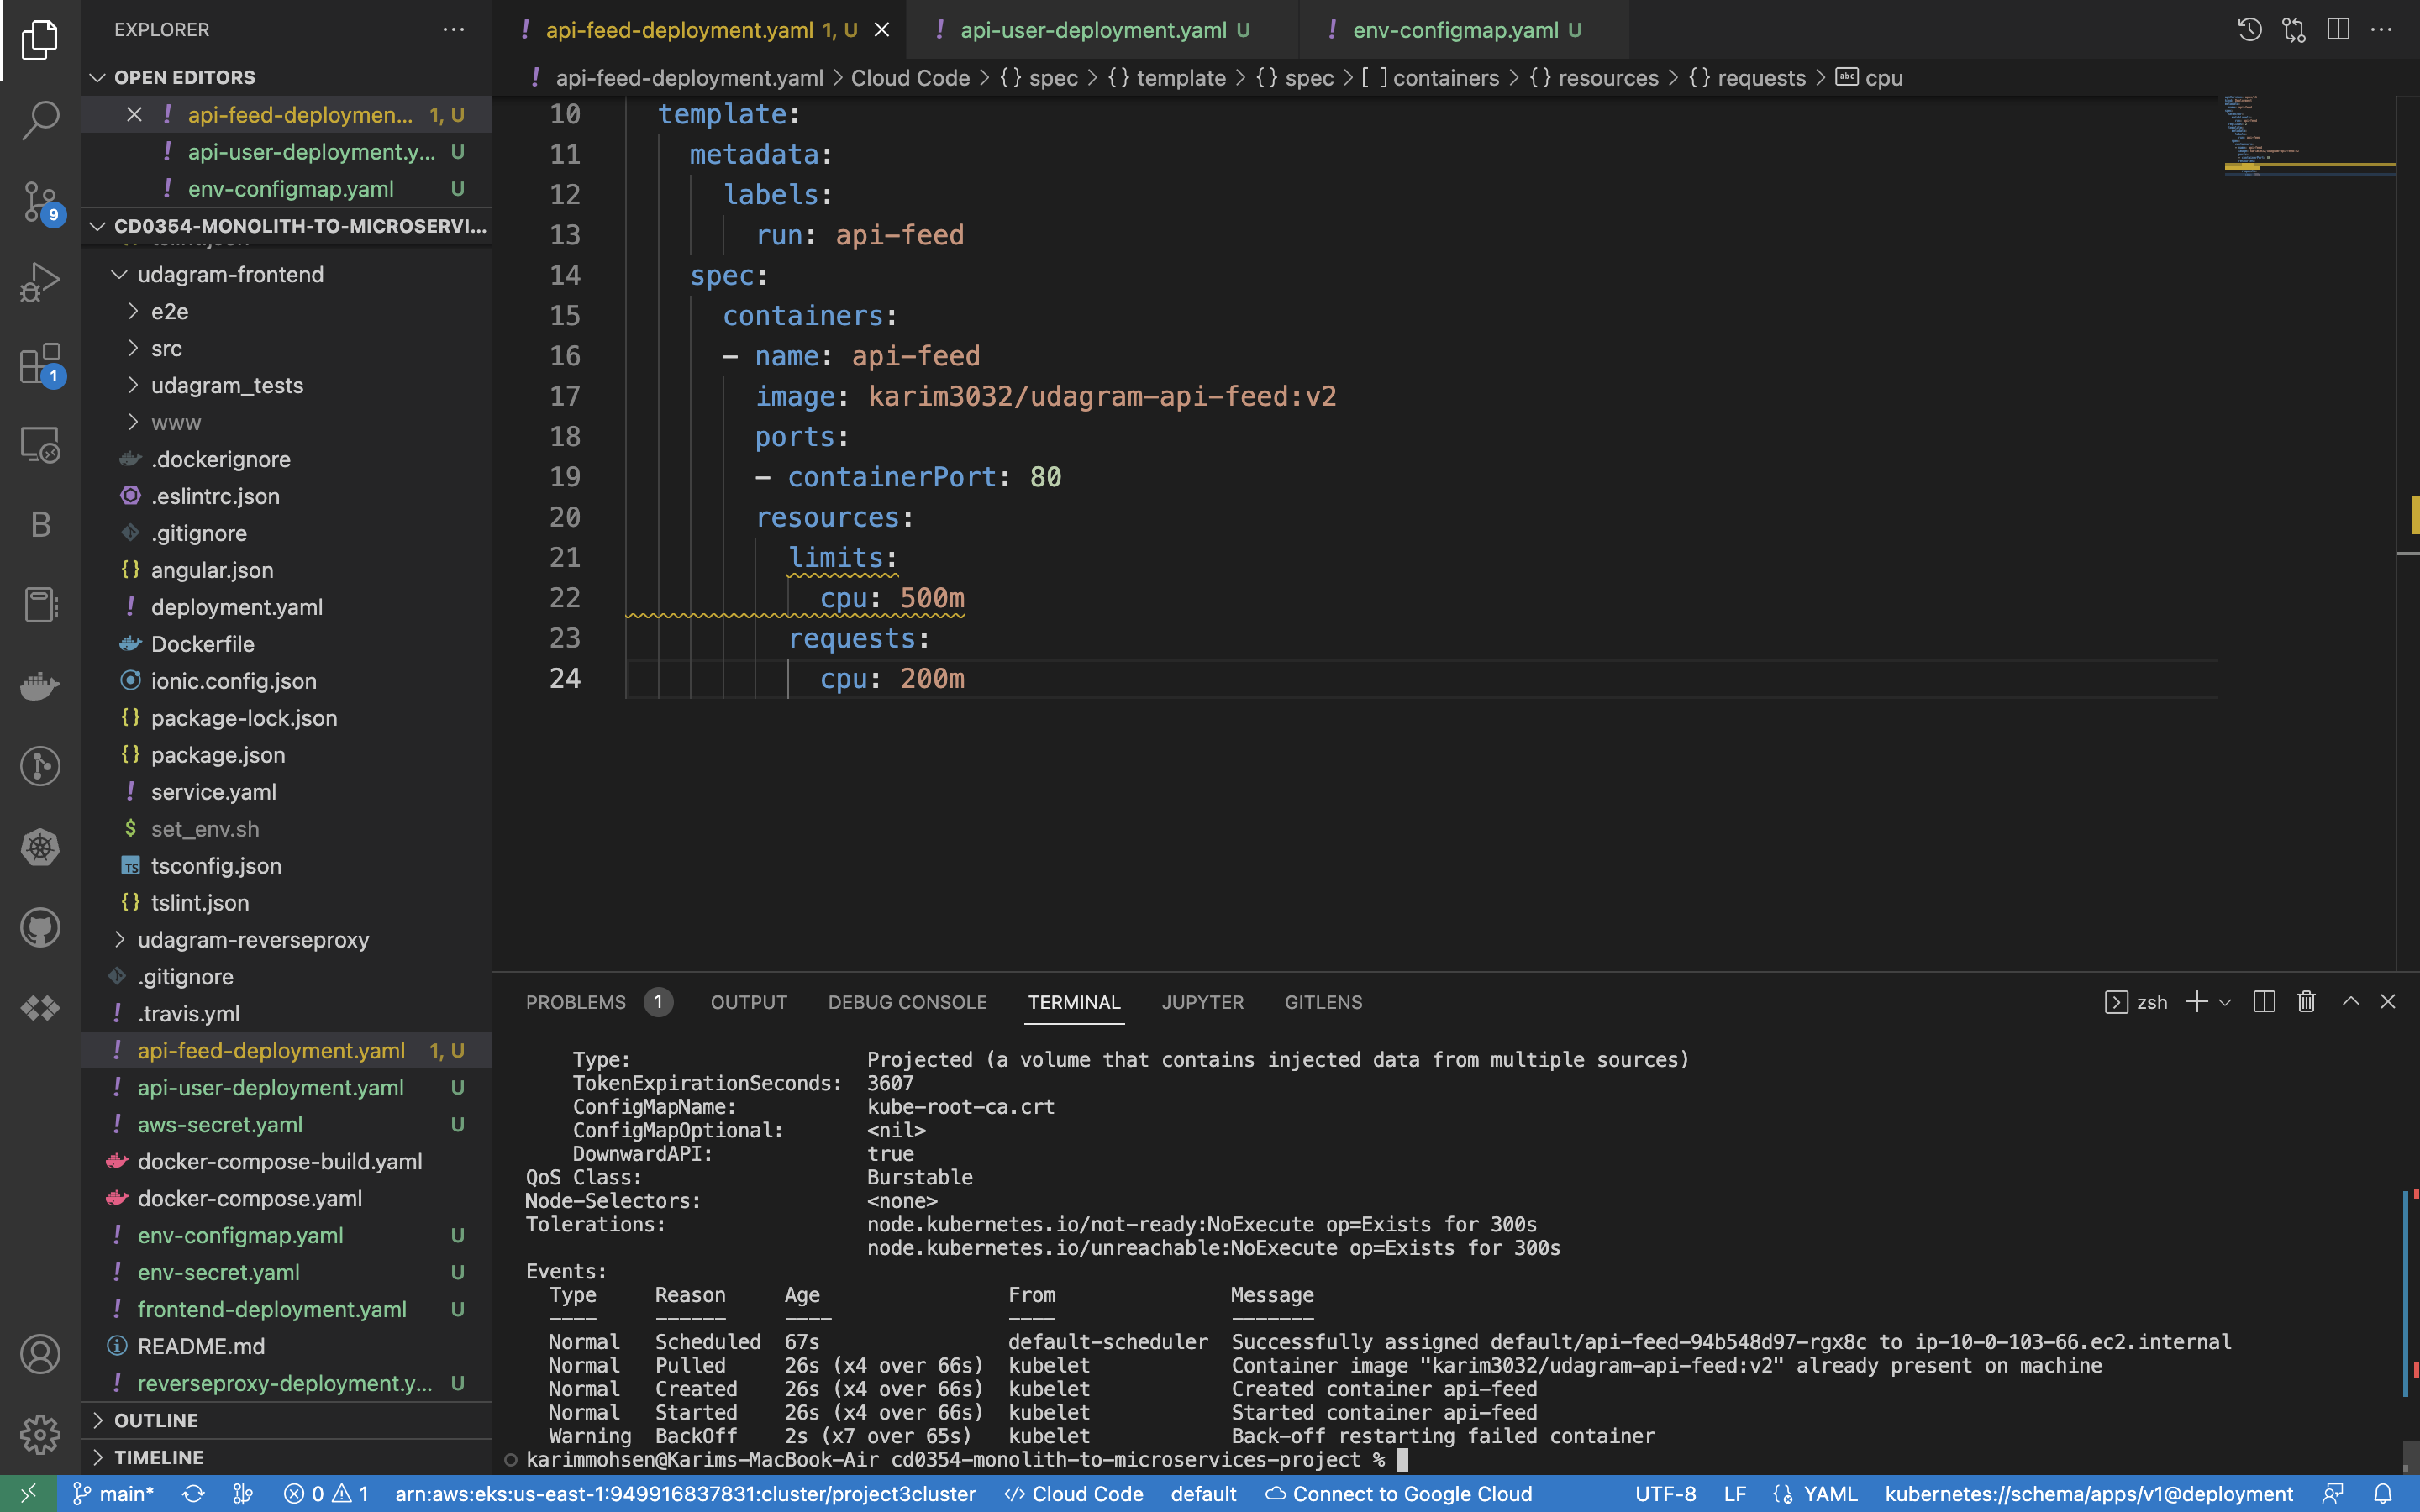 EXPLORER
OPEN EDITORS
api-feed-deploymen... 1, U
api-user-deployment.y... U
env-configmap.yaml U
CD0354-MONOLITH-TO-MICROSERVI...
udagram-frontend
e2e
src
udagram_tests
www
.dockerignore
.eslintrc.json
.gitignore
angular.json
deployment.yaml
Dockerfile
ionic.config.json
package-lock.json
package.json
service.yaml
set_env.sh
tsconfig.json
tslint.json
udagram-reverseproxy
.gitignore
.travis.yml
api-feed-deployment.yaml 1, U
api-user-deployment.yaml U
aws-secret.yaml U
docker-compose-build.yaml
docker-compose.yaml
env-configmap.yaml U
env-secret.yaml U
frontend-deployment.yaml U
README.md
reverseproxy-deployment.y... U
OUTLINE
TIMELINE
9
1
B
api-feed-deployment.yaml 1, U
api-user-deployment.yaml U
env-configmap.yaml U
api-feed-deployment.yaml > Cloud Code > {} spec > {} template > {} spec > [ ] containers > {} resources > {} requests > abc cpu
10 template:
11 metadata:
12 labels:
13 run: api-feed
14 spec:
15 containers:
16 - name: api-feed
17 image: karim3032/udagram-api-feed:v2
18 ports:
19 - containerPort: 80
20 resources:
21 limits:
22 cpu: 500m
23 requests:
24 cpu: 200m
PROBLEMS 1 OUTPUT DEBUG CONSOLE TERMINAL JUPYTER GITLENS
zsh
Type: Projected (a volume that contains injected data from multiple sources)
TokenExpirationSeconds: 3607
ConfigMapName: kube-root-ca.crt
ConfigMapOptional: <nil>
DownwardAPI: true
QoS Class: Burstable
Node-Selectors: <none>
Tolerations: node.kubernetes.io/not-ready:NoExecute op=Exists for 300s
node.kubernetes.io/unreachable:NoExecute op=Exists for 300s
Events:
Type Reason Age From Message
---- ------ ---- ---- -------
Normal Scheduled 67s default-scheduler Successfully assigned default/api-feed-94b548d97-rgx8c to ip-10-0-103-66.ec2.internal
Normal Pulled 26s (x4 over 66s) kubelet Container image "karim3032/udagram-api-feed:v2" already present on machine
Normal Created 26s (x4 over 66s) kubelet Created container api-feed
Normal Started 26s (x4 over 66s) kubelet Started container api-feed
Warning BackOff 2s (x7 over 65s) kubelet Back-off restarting failed container
karimmohsen@Karims-MacBook-Air cd0354-monolith-to-microservices-project %
main* 0 1 arn:aws:eks:us-east-1:949916837831:cluster/project3cluster Cloud Code default Connect to Google Cloud UTF-8 LF YAML kubernetes://schema/apps/v1@deployment